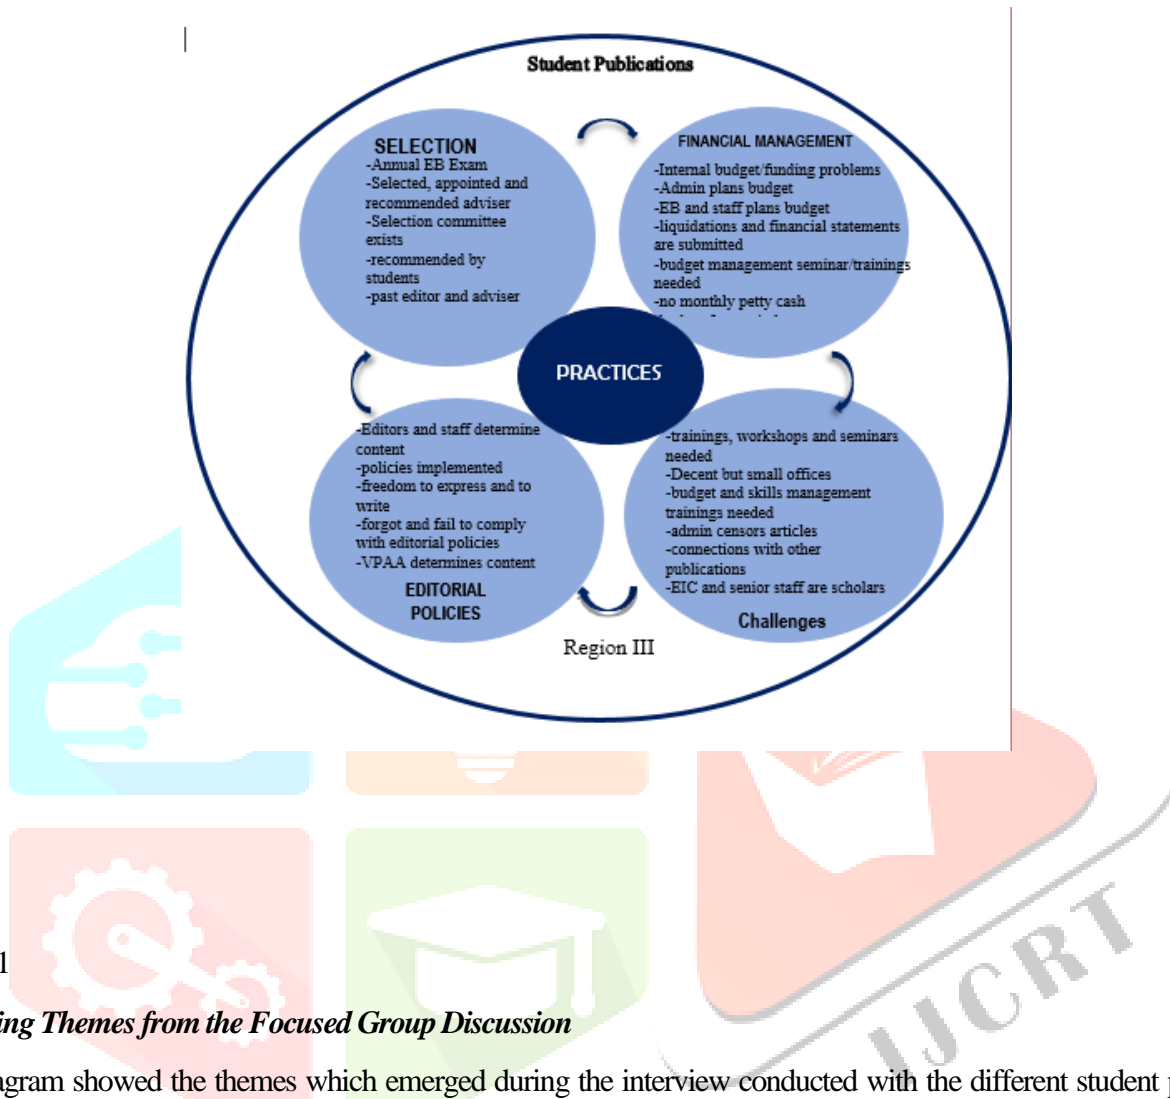 Student Publications
SELECTION
-Annual EB Exam
-Selected, appointed and
recommended adviser
-Selection committee
exists
-recommended by
students
-past editor and adviser
FINANCIAL MANAGEMENT
-Internal budget/funding problems
-Admin plans budget
-EB and staff plans budget
-liquidations and financial statements
are submitted
-budget management seminar/trainings
needed
-no monthly petty cash
PRACTICES
-Editors and staff determine
content
-policies implemented
-freedom to express and to
write
-forgot and fail to comply
with editorial policies
-VPAA determines content
EDITORIAL
POLICIES
-trainings, workshops and seminars
needed
-Decent but small offices
-budget and skills management
trainings needed
-admin censors articles
-connections with other
publications
-EIC and senior staff are scholars
Challenges
Region III
1
ing Themes from the Focused Group Discussion
agram showed the themes which emerged during the interview conducted with the different student p
IJCRT